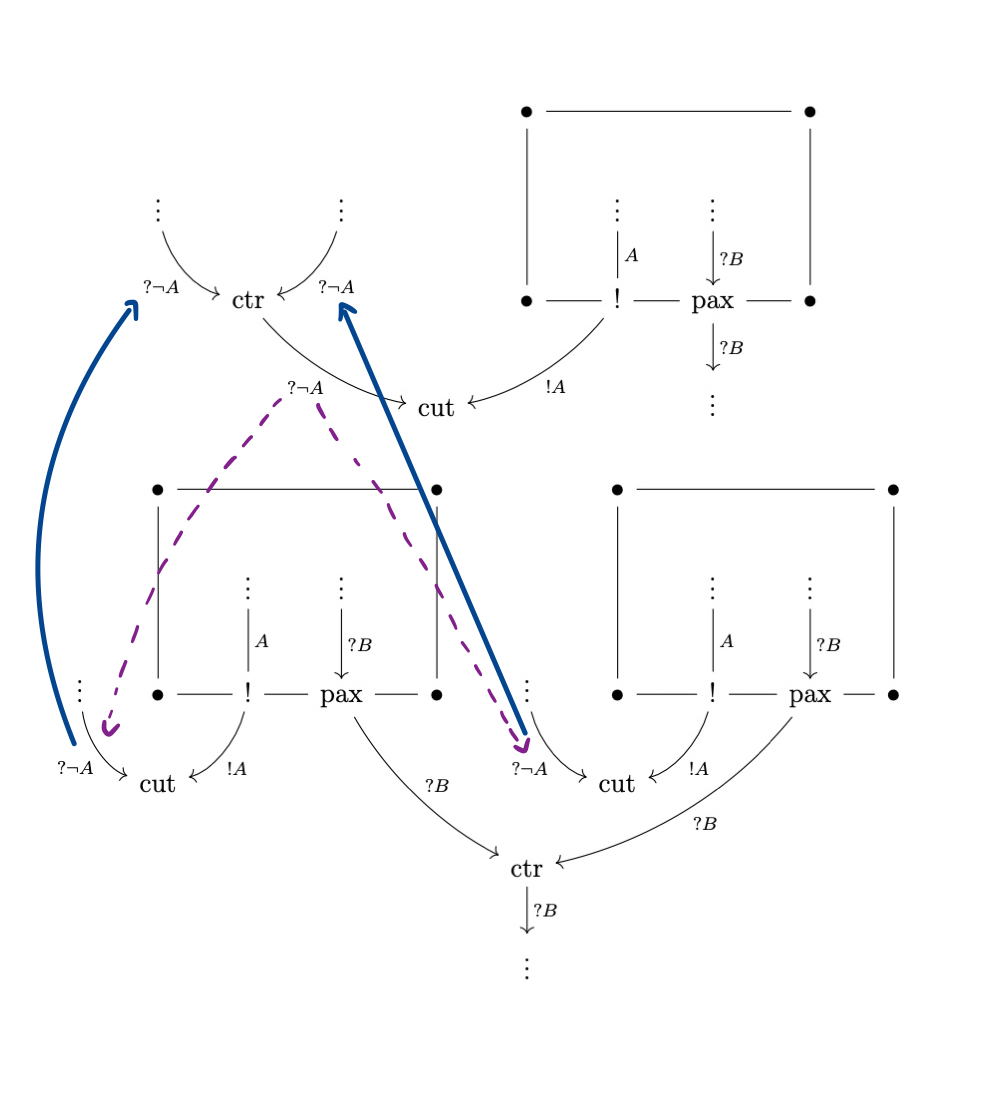 ⋮ ⋮ ⋮ ⋮
A ?B
?¬A ctr ?¬A ! pax
?B
?¬A cut !A ⋮
⋮ ⋮ ⋮ ⋮
A ?B A ?B
⋮ ! pax ⋮ ! pax
?¬A cut !A ?B ?¬A cut !A
?B
ctr
?B
⋮